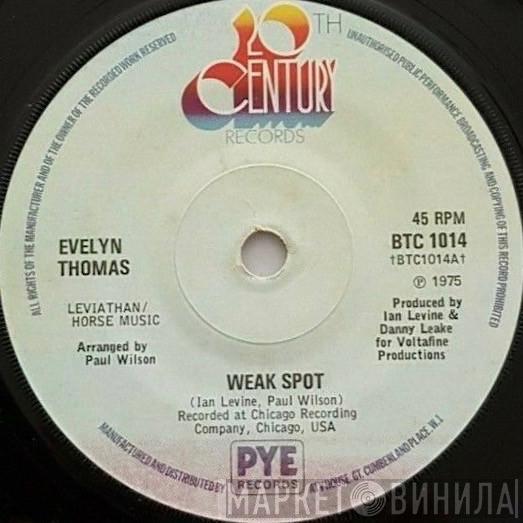 20TH
CENTURY
RECORDS
ALL RIGHTS OF THE MANUFACTURER AND OF THE OWNER OF THE RECORDED WORK RESERVED
UNAUTHORISED PUBLIC PERFORMANCE BROADCASTING AND COPYING OF THIS RECORD PROHIBITED
EVELYN
THOMAS
LEVIATHAN/
HORSE MUSIC
Arranged by
Paul Wilson
45 RPM
BTC 1014
†BTC1014A†
℗ 1975
Produced by
Ian Levine &
Danny Leake
for Voltafine
Productions
WEAK SPOT
(Ian Levine, Paul Wilson)
Recorded at Chicago Recording
Company, Chicago, USA
MANUFACTURED AND DISTRIBUTED BY
PYE
RECORDS
ATV HOUSE, GT. CUMBERLAND PLACE, W.1
МАРКЕТ ВИНИЛА